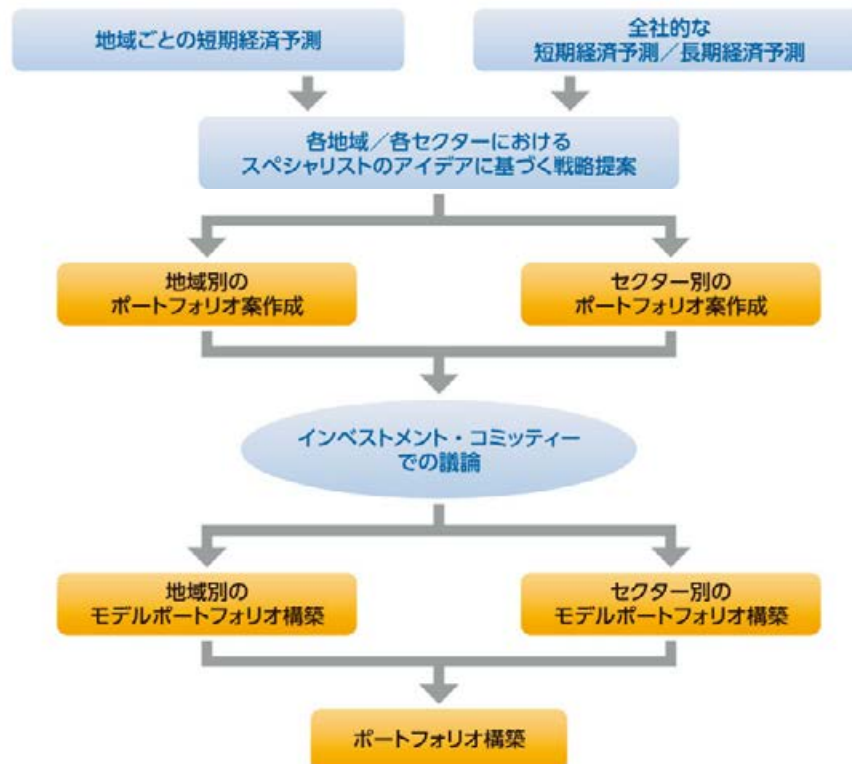 地域ごとの短期経済予測
全社的な
短期経済予測／長期経済予測
各地域／各セクターにおける
スペシャリストのアイデアに基づく戦略提案
地域別の
ポートフォリオ案作成
セクター別の
ポートフォリオ案作成
インベストメント・コミッティー
での議論
地域別の
モデルポートフォリオ構築
セクター別の
モデルポートフォリオ構築
ポートフォリオ構築